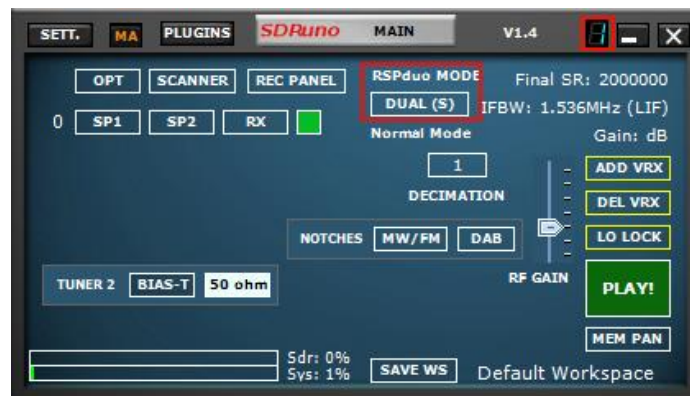 SETT. MA PLUGINS SDRuno MAIN V1.4 1
OPT SCANNER REC PANEL RSPduo MODE Final SR: 2000000
DUAL (S) IFBW: 1.536MHz (LIF)
0 SP1 SP2 RX Normal Mode Gain: dB
1 ADD VRX
DECIMATION DEL VRX
NOTCHES MW/FM DAB LO LOCK
TUNER 2 BIAS-T 50 ohm RF GAIN PLAY!
MEM PAN
Sdr: 0%
Sys: 1% SAVE WS Default Workspace